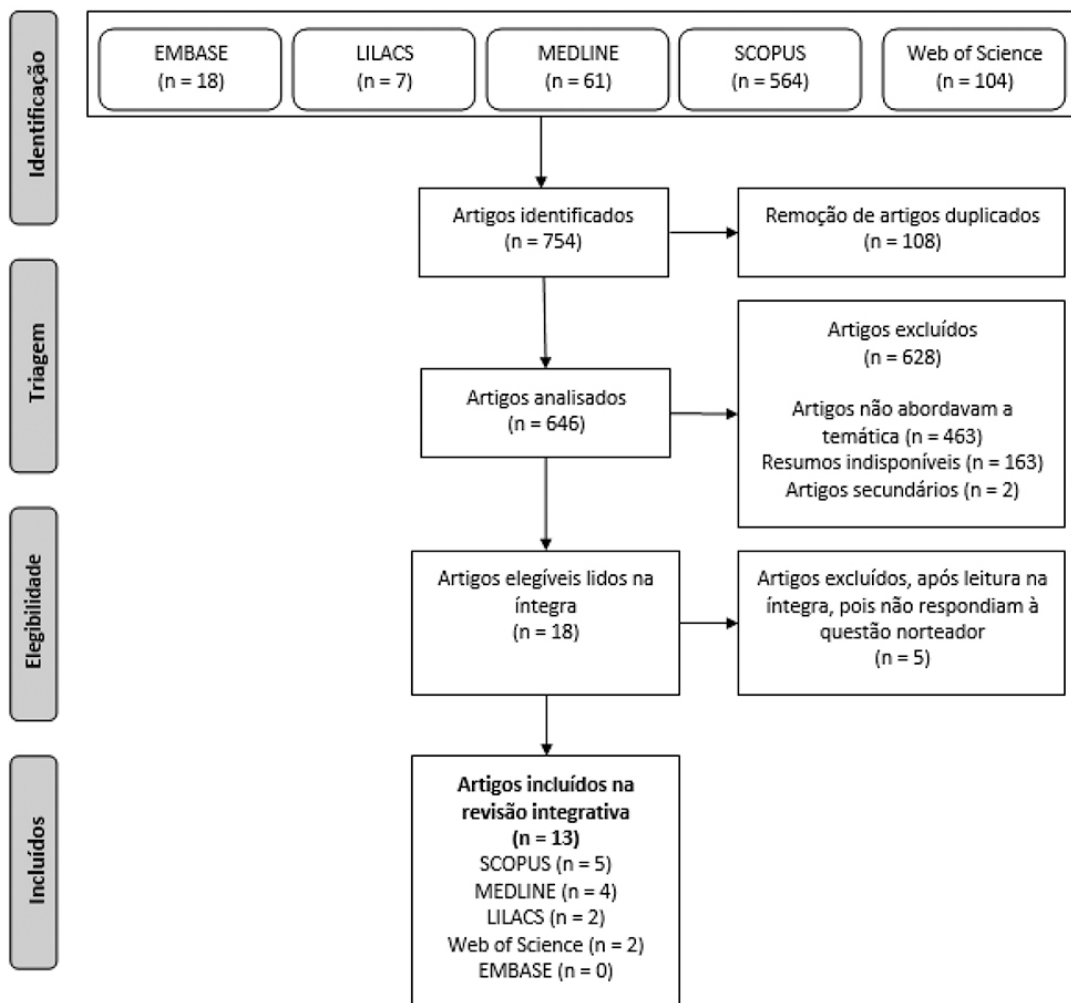 Identificação
EMBASE
(n = 18)
LILACS
(n = 7)
MEDLINE
(n = 61)
SCOPUS
(n = 564)
Web of Science
(n = 104)
Artigos identificados
(n = 754)
Remoção de artigos duplicados
(n = 108)
Triagem
Artigos analisados
(n = 646)
Artigos excluídos
(n = 628)
Artigos não abordavam a
temática (n = 463)
Resumos indisponíveis (n = 163)
Artigos secundários (n = 2)
Elegibilidade
Artigos elegíveis lidos na
íntegra
(n = 18)
Artigos excluídos, após leitura na
íntegra, pois não respondiam à
questão norteador
(n = 5)
Incluídos
Artigos incluídos na
revisão integrativa
(n = 13)
SCOPUS (n = 5)
MEDLINE (n = 4)
LILACS (n = 2)
Web of Science (n = 2)
EMBASE (n = 0)